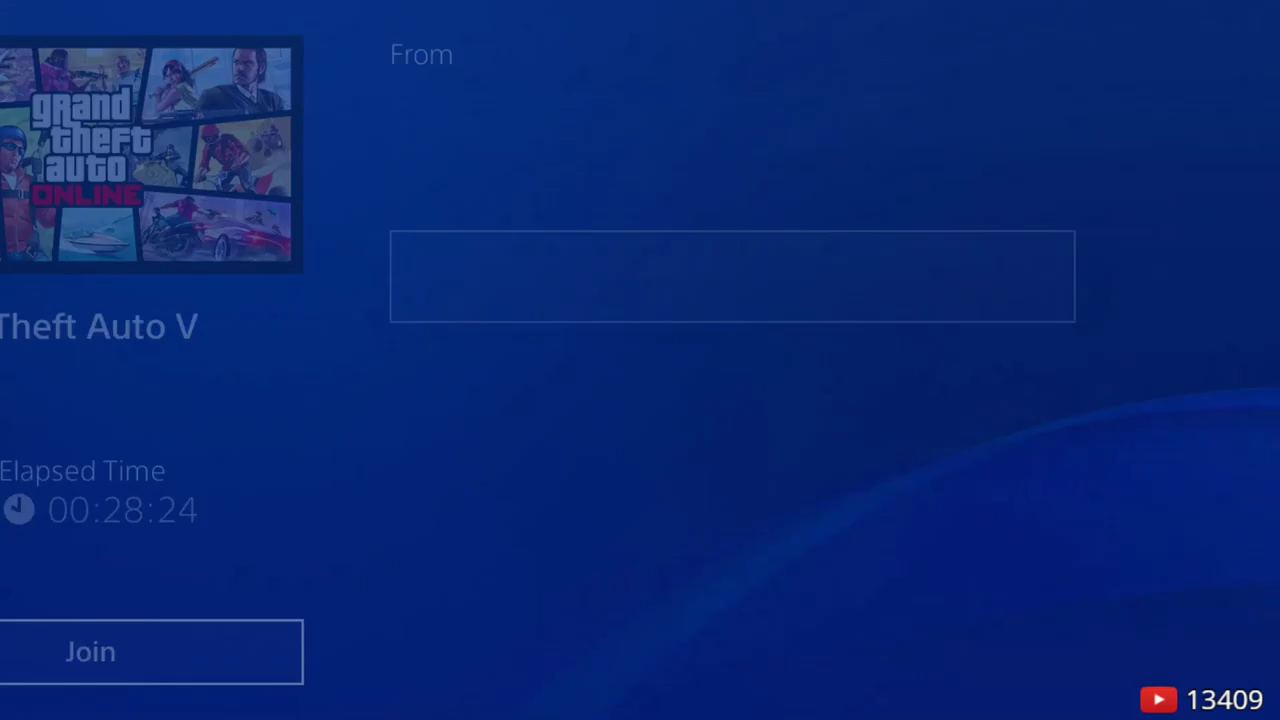 From
grand
theft
auto
ONLINE
Theft Auto V
Elapsed Time
00:28:24
Join
13409